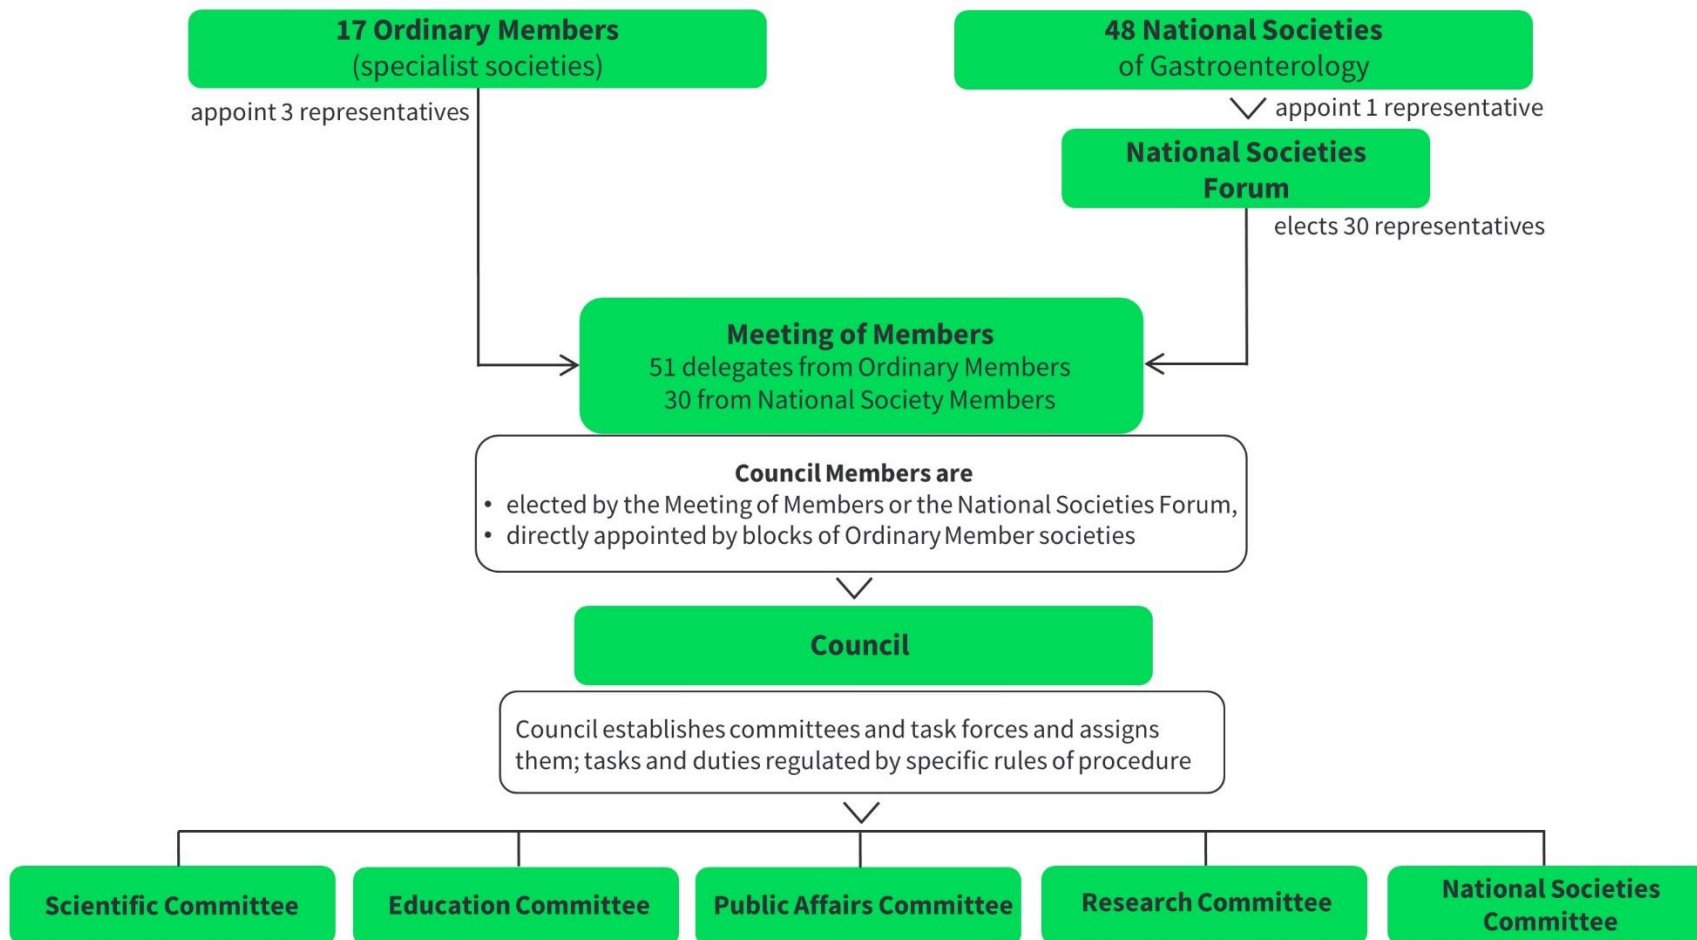 17 Ordinary Members
(specialist societies)
appoint 3 representatives
48 National Societies
of Gastroenterology
appoint 1 representative
National Societies
Forum
elects 30 representatives
Meeting of Members
51 delegates from Ordinary Members
30 from National Society Members
Council Members are
• elected by the Meeting of Members or the National Societies Forum,
• directly appointed by blocks of Ordinary Member societies
Council
Council establishes committees and task forces and assigns
them; tasks and duties regulated by specific rules of procedure
Scientific Committee
Education Committee
Public Affairs Committee
Research Committee
National Societies
Committee